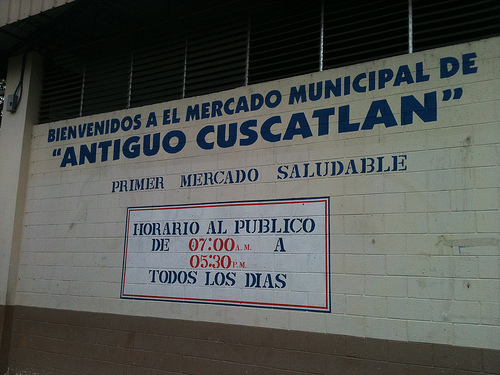 BIENVENIDOS A EL MERCADO MUNICIPAL DE
"ANTIGUO CUSCATLAN"
PRIMER MERCADO SALUDABLE
HORARIO AL PUBLICO
DE 07:00 A.M. A
05:30 P.M.
TODOS LOS DIAS